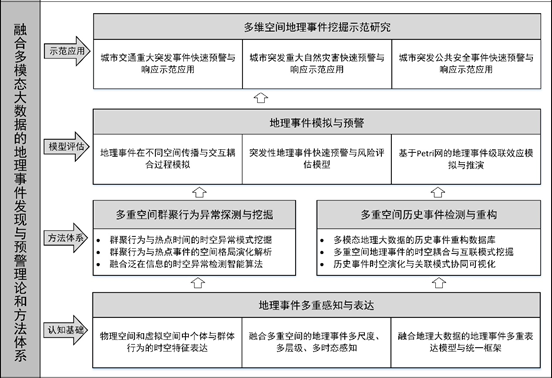 融合多模态大数据的地理事件发现与预警理论和方法体系
示范应用
多维空间地理事件挖掘示范研究
城市交通重大突发事件快速预警与
响应示范应用
城市突发重大自然灾害快速预警与
响应示范应用
城市突发公共安全事件快速预警与
响应示范应用
模型评估
地理事件模拟与预警
地理事件在不同空间传播与交互耦
合过程模拟
突发性地理事件快速预警与风险评
估模型
基于Petri网的地理事件级联效应模
拟与推演
方法体系
多重空间群聚行为异常探测与挖掘
• 群聚行为与热点时间的时空异常模式挖掘
• 群聚行为与热点事件的空间格局演化解析
• 融合泛在信息的时空异常检测智能算法
多重空间历史事件检测与重构
• 多模态地理大数据的历史事件重构数据库
• 多重空间地理事件的时空耦合与互联模式挖掘
• 历史事件时空演化与关联模式协同可视化
认知基础
地理事件多重感知与表达
物理空间和虚拟空间中个体与群体
行为的时空特征表达
融合多重空间的地理事件多尺度、
多层级、多时态感知
融合地理大数据的地理事件多重表
达模型与统一框架